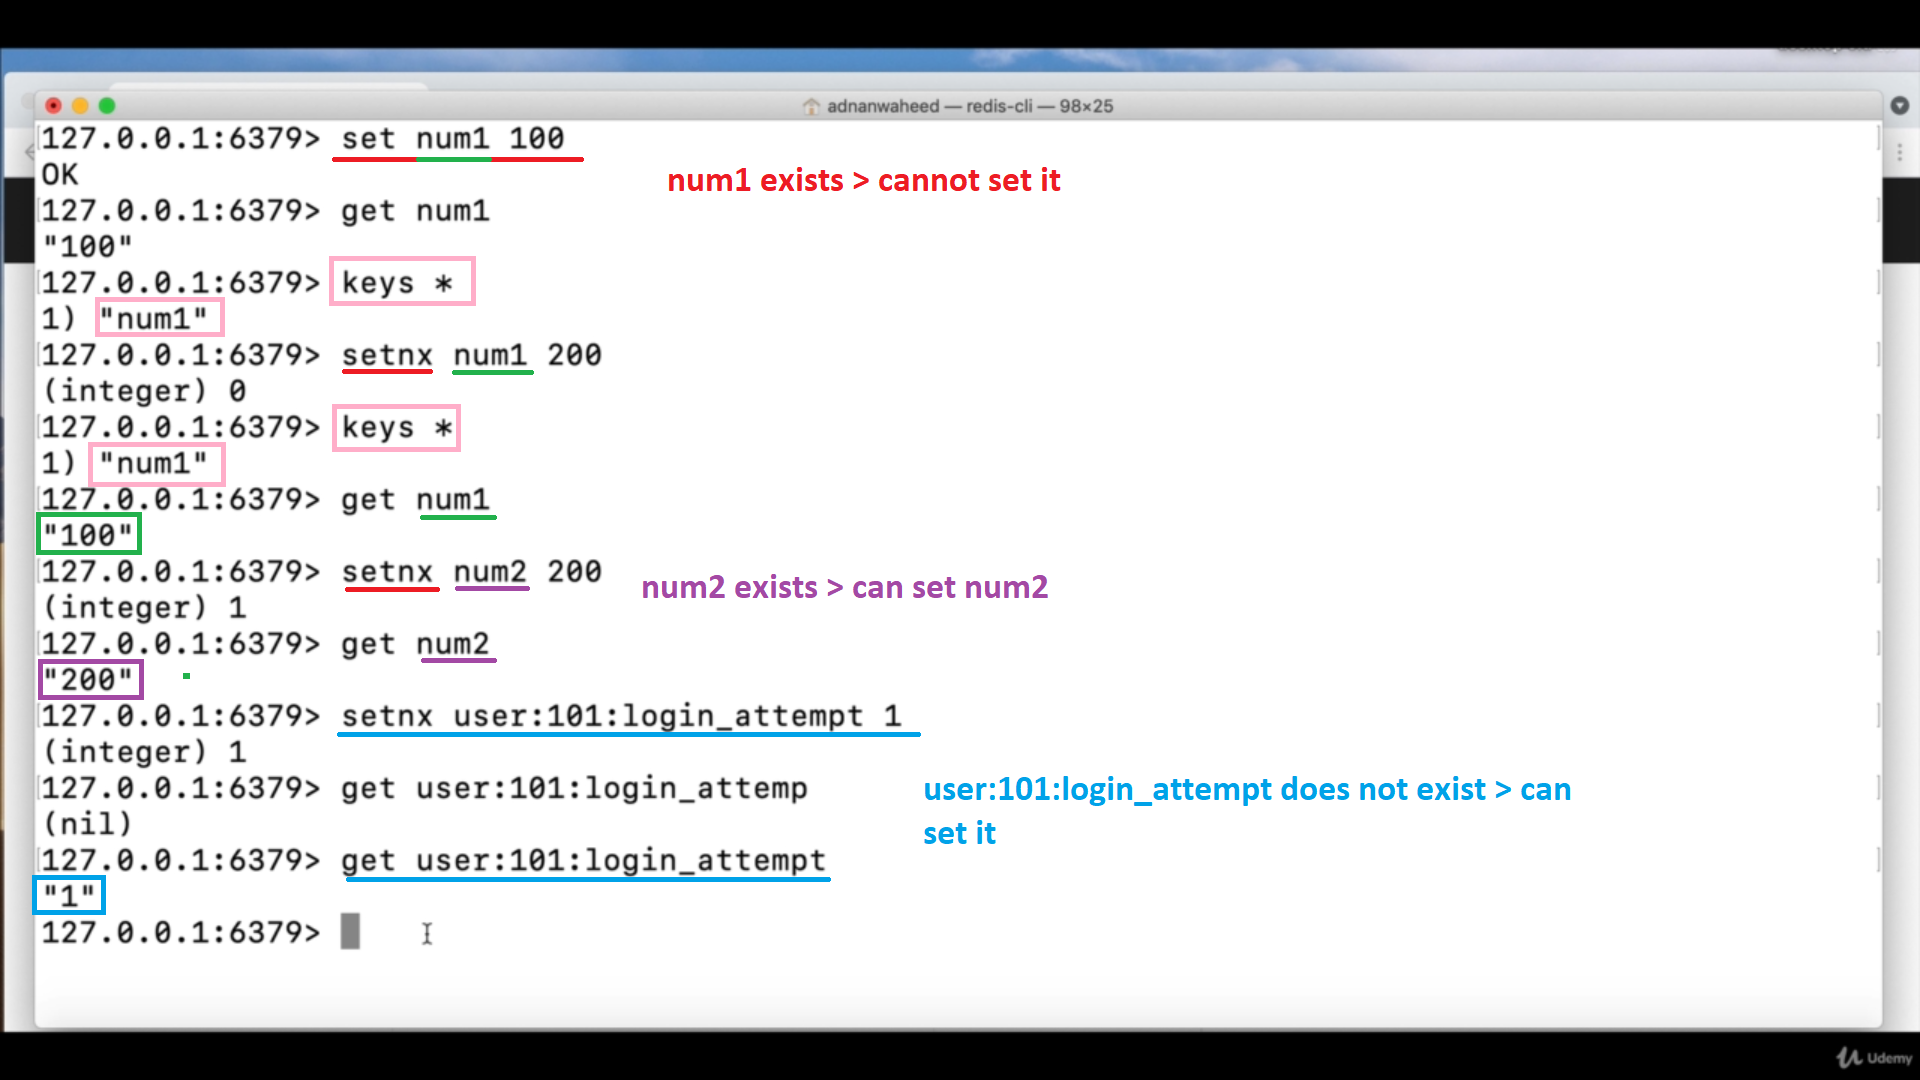 adnanwaheed — redis-cli — 98×25
127.0.0.1:6379> set num1 100
OK
num1 exists > cannot set it
127.0.0.1:6379> get num1
"100"
127.0.0.1:6379> keys *
1) "num1"
127.0.0.1:6379> setnx num1 200
(integer) 0
127.0.0.1:6379> keys *
1) "num1"
127.0.0.1:6379> get num1
"100"
127.0.0.1:6379> setnx num2 200
num2 exists > can set num2
(integer) 1
127.0.0.1:6379> get num2
"200"
127.0.0.1:6379> setnx user:101:login_attempt 1
(integer) 1
127.0.0.1:6379> get user:101:login_attemp
(nil)
user:101:login_attempt does not exist > can
set it
127.0.0.1:6379> get user:101:login_attempt
"1"
127.0.0.1:6379>
Udemy